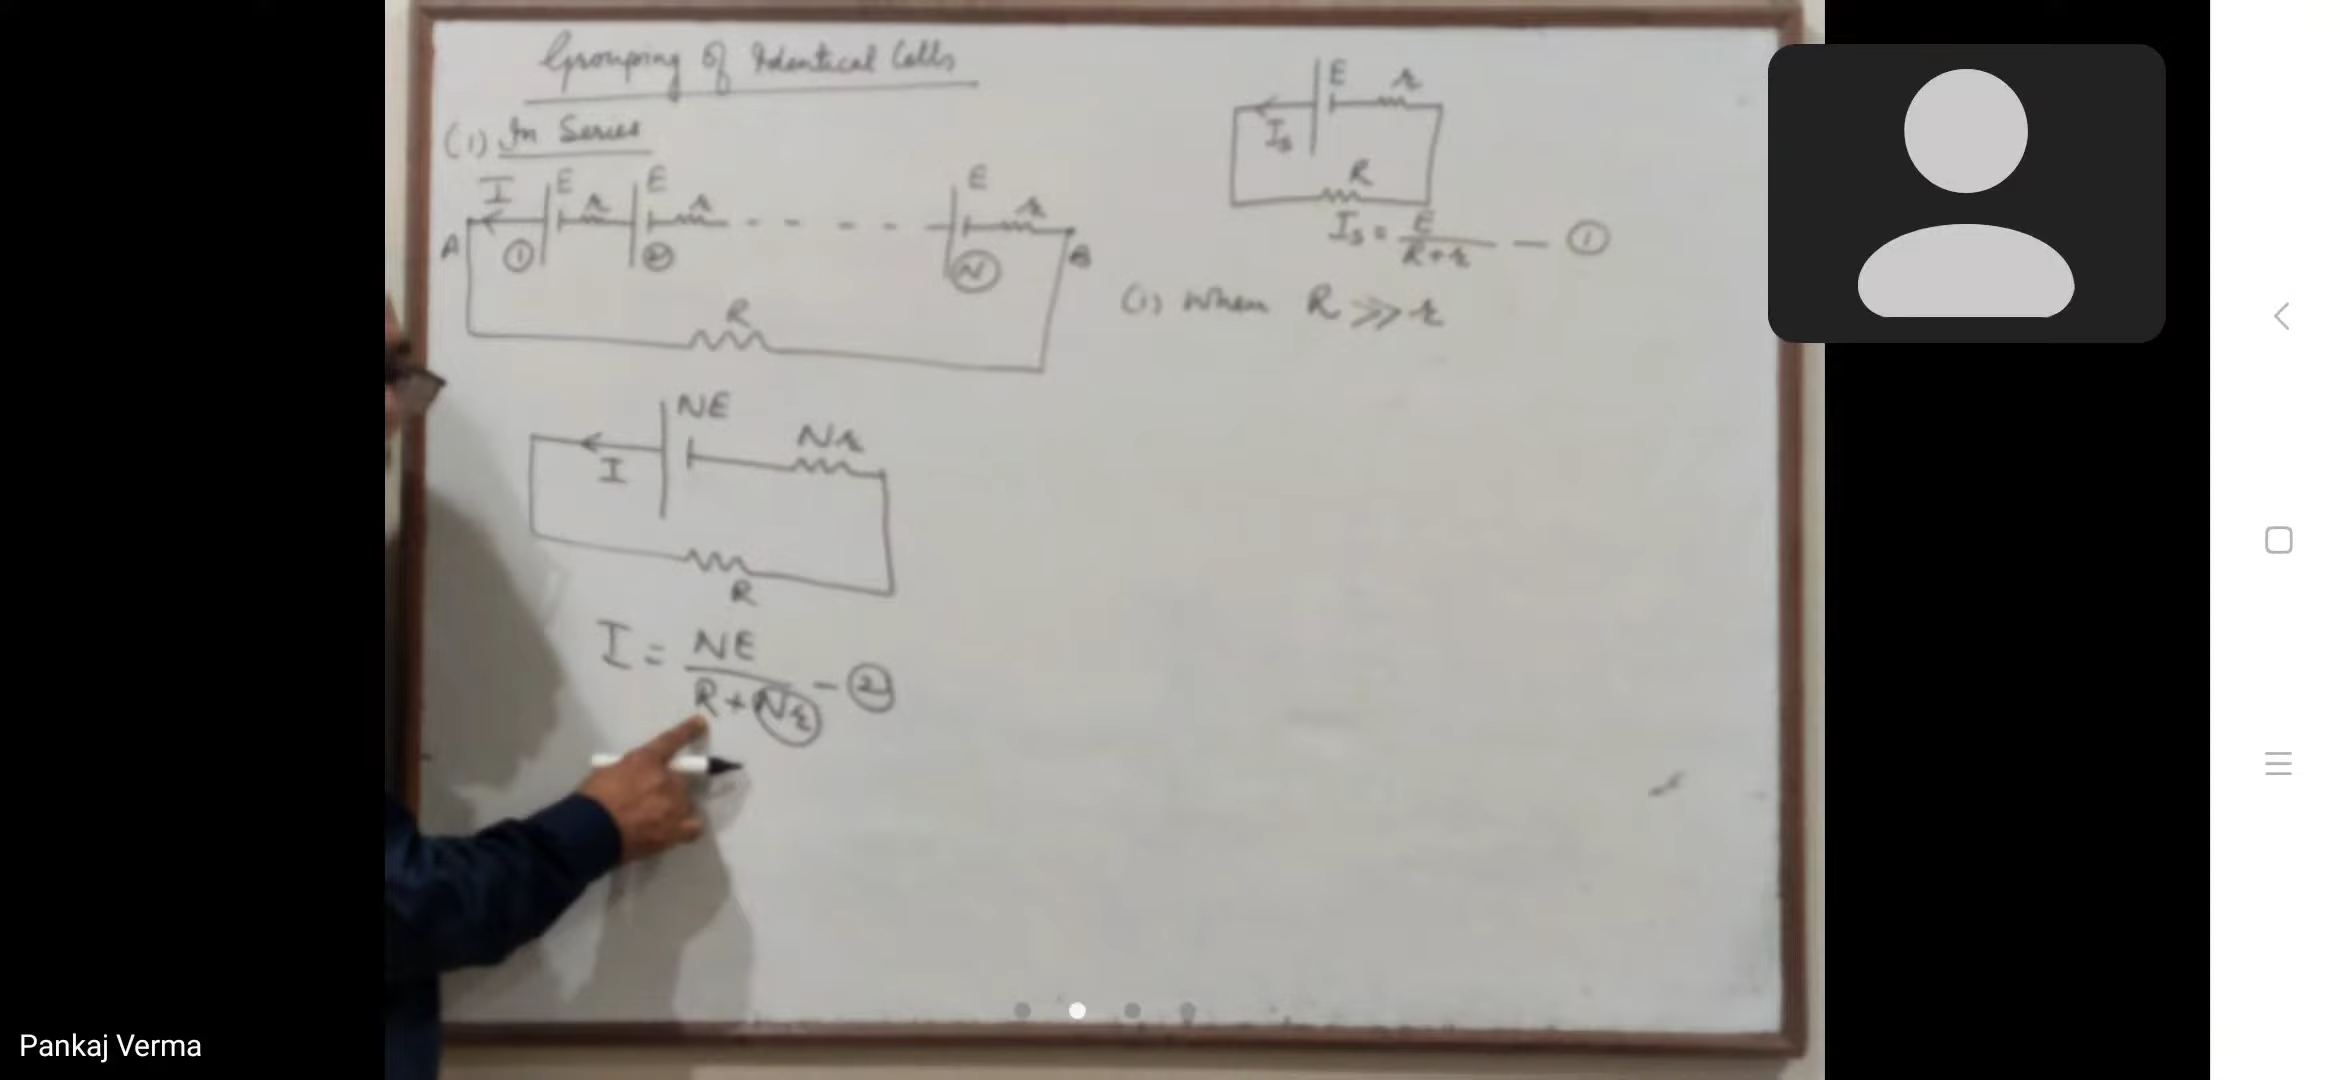 Grouping of Identical Cells
(1) In Series
I E r E r E r
A ① ② Ⓝ B
R
NE
Nr
I
R
I = NE / R + Nr - ②
E r
Is
R
Is = E / R + r — ①
(i) When R >> r
Pankaj Verma